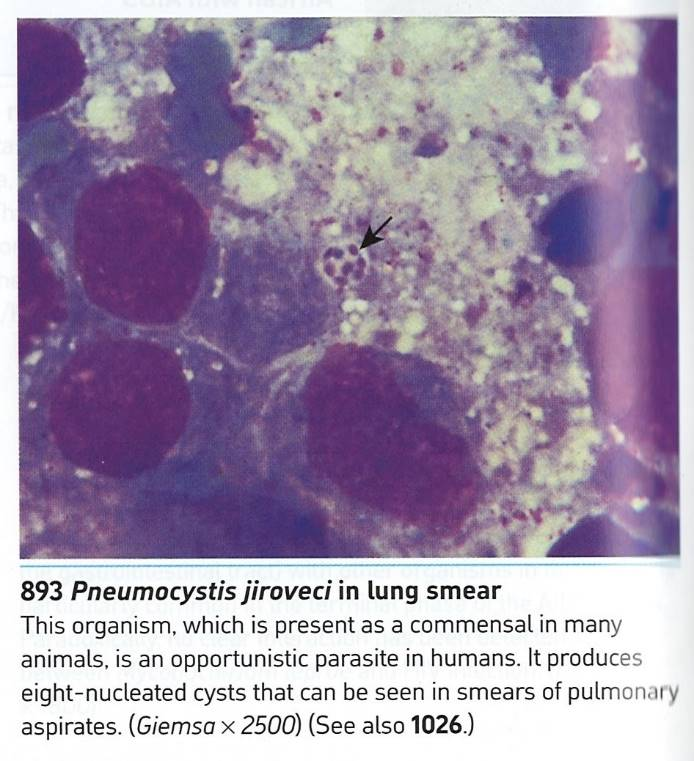 893 Pneumocystis jiroveci in lung smear
This organism, which is present as a commensal in many
animals, is an opportunistic parasite in humans. It produces
eight-nucleated cysts that can be seen in smears of pulmonary
aspirates. (Giemsa × 2500) (See also 1026.)